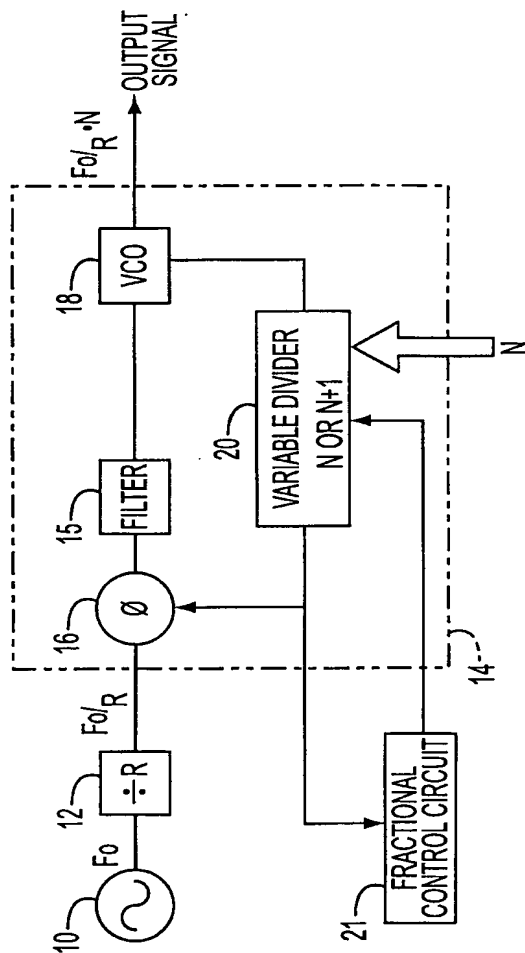 10
Fo
12
÷R
Fo/R
16
Ø
15
FILTER
18
VCO
Fo/R •N
OUTPUT
SIGNAL
20
VARIABLE DIVIDER
N OR N+1
N
14
21
FRACTIONAL
CONTROL CIRCUIT